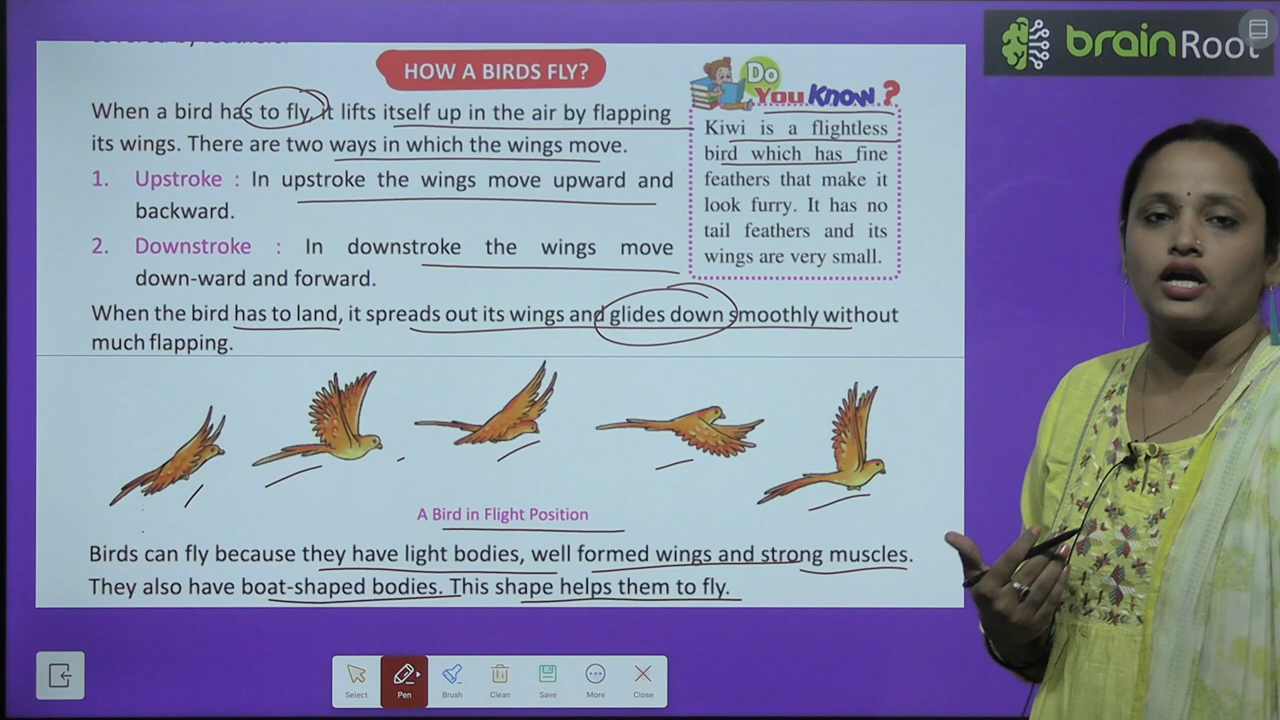 brainRoot
HOW A BIRDS FLY?
When a bird has to fly, it lifts itself up in the air by flapping
its wings. There are two ways in which the wings move.
1. Upstroke : In upstroke the wings move upward and
backward.
2. Downstroke : In downstroke the wings move
down-ward and forward.
Do
You Know..?
Kiwi is a flightless
bird which has fine
feathers that make it
look furry. It has no
tail feathers and its
wings are very small.
When the bird has to land, it spreads out its wings and glides down smoothly without
much flapping.
A Bird in Flight Position
Birds can fly because they have light bodies, well formed wings and strong muscles.
They also have boat-shaped bodies. This shape helps them to fly.
Select Pen Brush Clean Save More Close